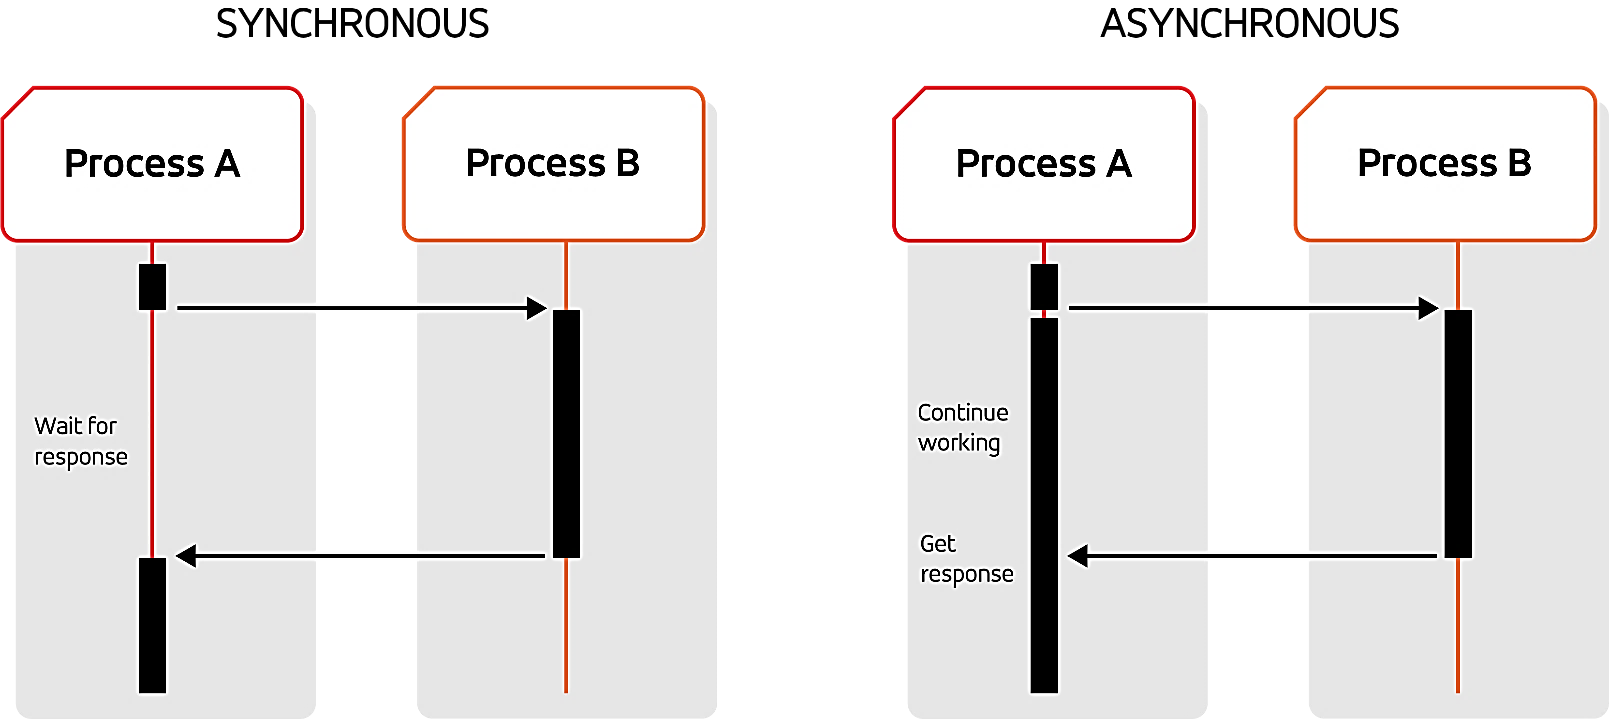 SYNCHRONOUS
Process A
Process B
Wait for
response
ASYNCHRONOUS
Process A
Process B
Continue
working
Get
response